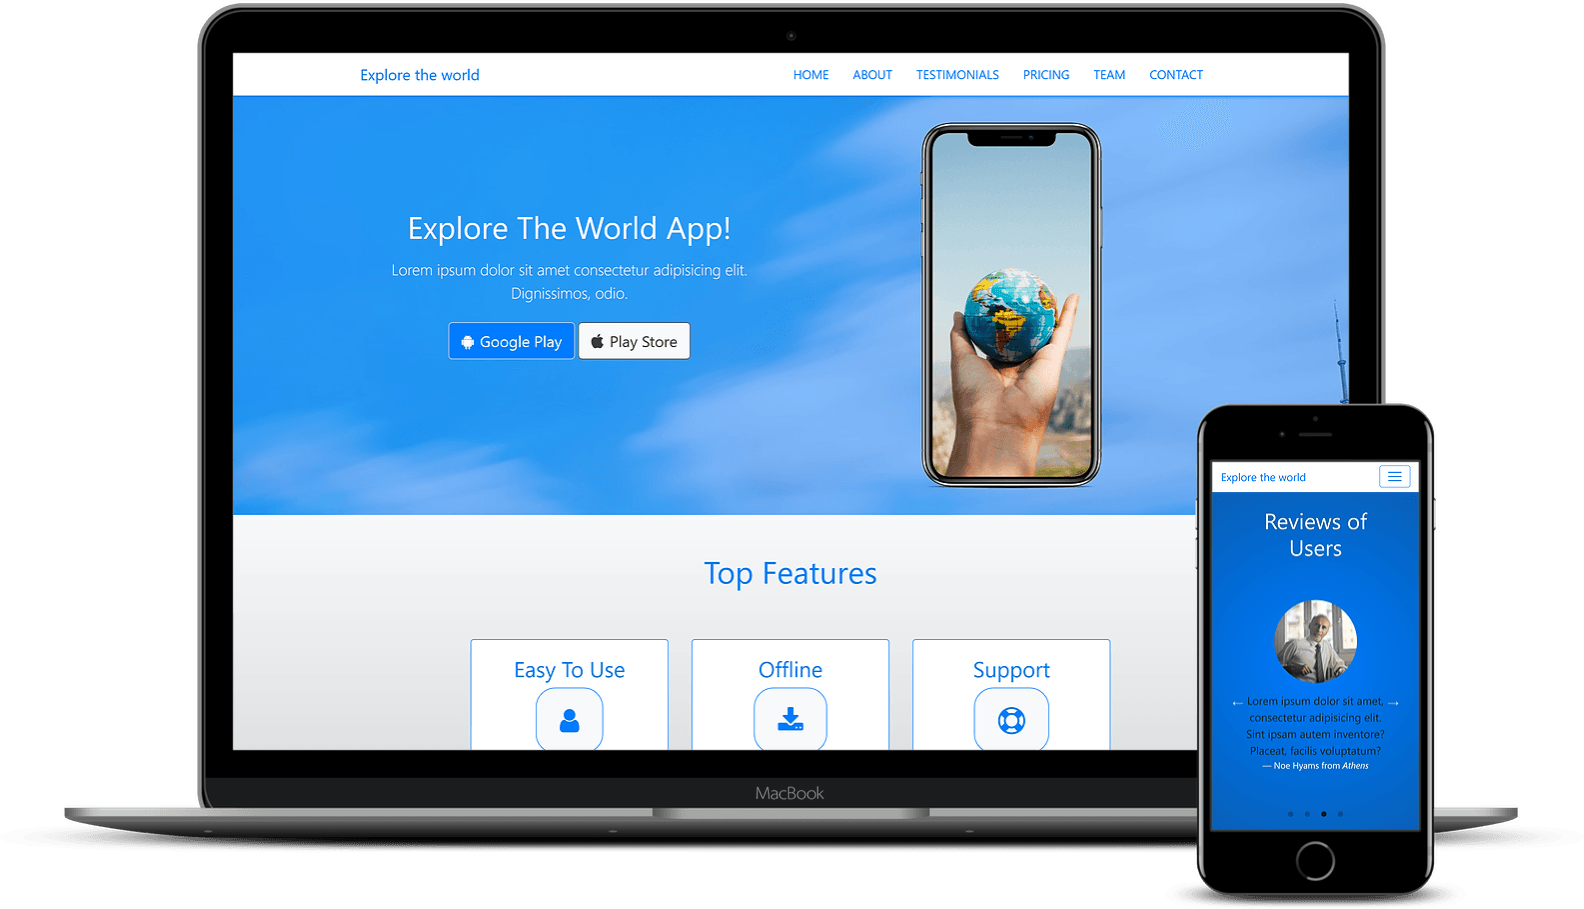 Explore the world
HOME ABOUT TESTIMONIALS PRICING TEAM CONTACT
Explore The World App!
Lorem ipsum dolor sit amet consectetur adipisicing elit.
Dignissimos, odio.
Google Play
Play Store
Top Features
Easy To Use
Offline
Support
MacBook
Explore the world
Reviews of
Users
← Lorem ipsum dolor sit amet, →
consectetur adipisicing elit.
Sint ipsam autem inventore?
Placeat, facilis voluptatum?
— Noe Hyams from Athens